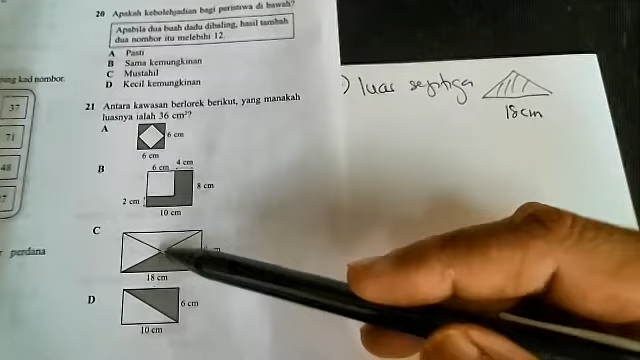 20 Apakah kebolehjadian bagi peristiwa di bawah?
Apabila dua buah dadu dibaling, hasil tambah
dua nombor itu melebihi 12.
A Pasti
B Sama kemungkinan
C Mustahil
D Kecil kemungkinan
kad nombor.
37
71
48
7
perdana
21 Antara kawasan berlorek berikut, yang manakah
luasnya ialah 36 cm²?
A
6 cm
6 cm
B
6 cm 4 cm
8 cm
2 cm
10 cm
C
18 cm
D
6 cm
10 cm
) luas segitiga
18cm